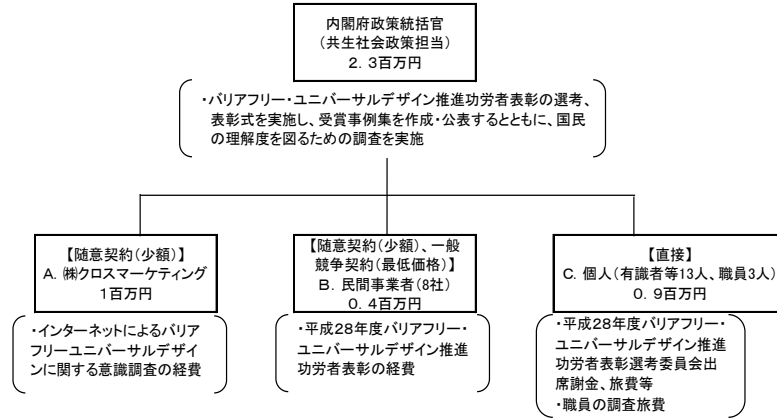 内閣府政策統括官
（共生社会政策担当）
２．３百万円
・バリアフリー・ユニバーサルデザイン推進功労者表彰の選考、
表彰式を実施し、受賞事例集を作成・公表するとともに、国民
の理解度を図るための調査を実施
【随意契約（少額）】
A．㈱クロスマーケティング
１百万円
・インターネットによるバリア
フリーユニバーサルデザイ
ンに関する意識調査の経費
【随意契約（少額）、一般
競争契約（最低価格）】
B．民間事業者（8社）
０．４百万円
・平成28年度バリアフリー・
ユニバーサルデザイン推進
功労者表彰の経費
【直接】
C．個人（有識者等13人、職員3人）
０．９百万円
・平成28年度バリアフリー・
ユニバーサルデザイン推進
功労者表彰選考委員会出
席謝金、旅費等
・職員の調査旅費